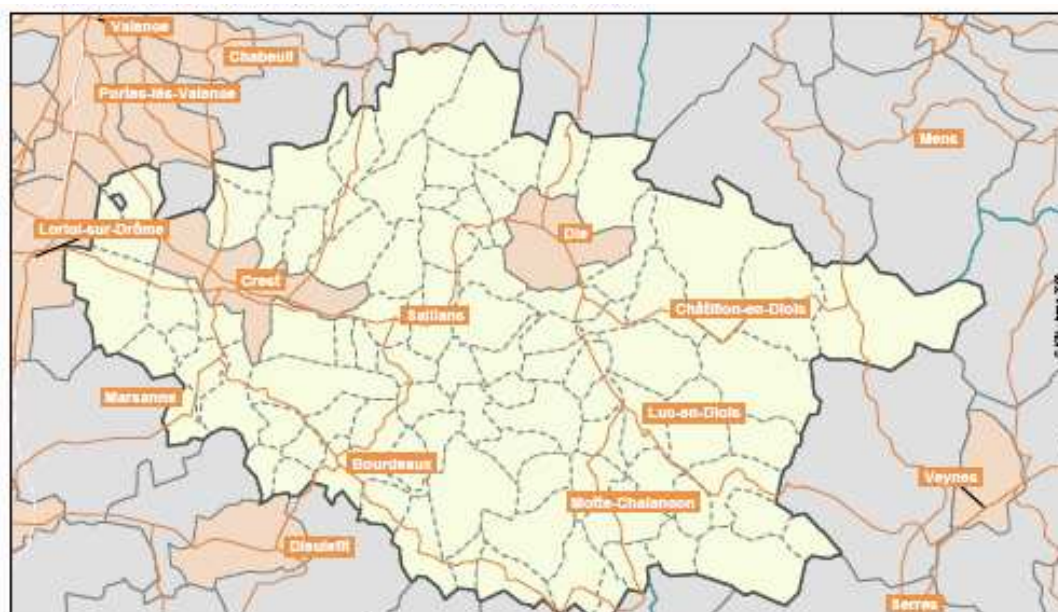 Valence
Chabeuil
Portes-lès-Valence
Mens
Loriol-sur-Drôme
Die
Crest
Saillans
Châtillon-en-Diois
Marsanne
Luc-en-Diois
Bourdeaux
Veynes
Motte-Chalancon
Dieulefit
Serres